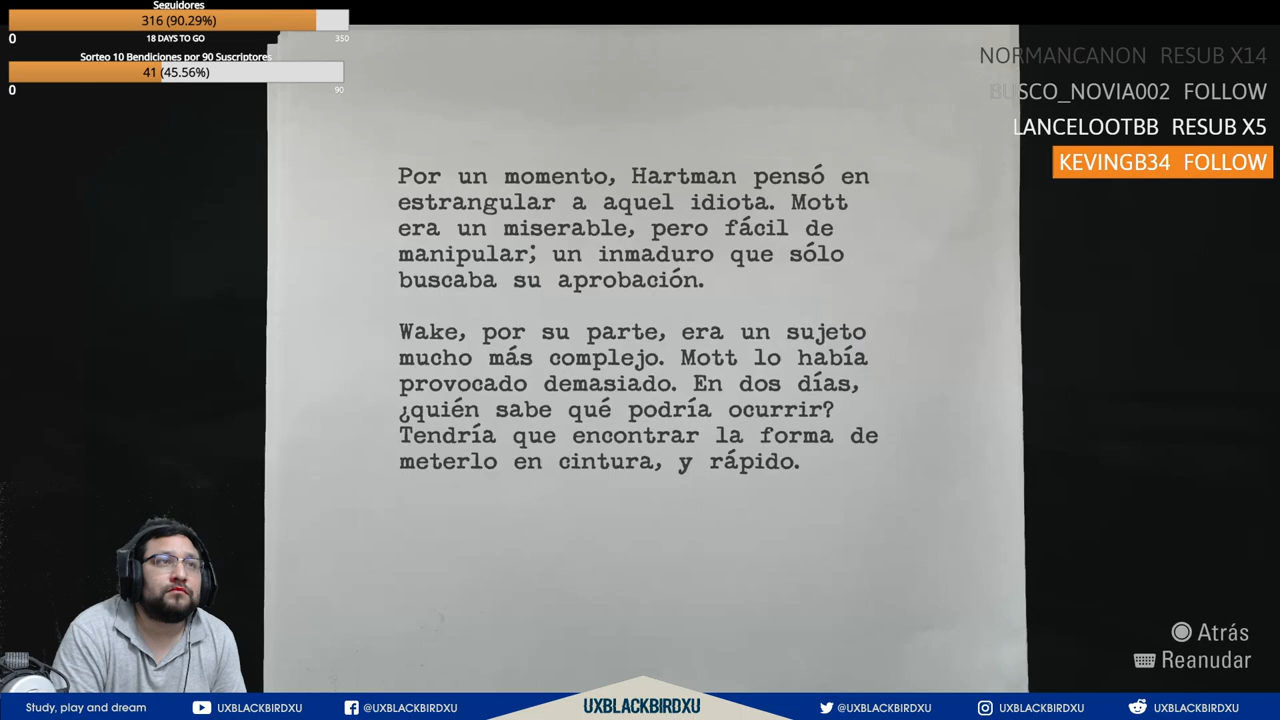 Seguidores
316 (90.29%)
0
18 DAYS TO GO
350
Sorteo 10 Bendiciones por 90 Suscriptores
41 (45.56%)
0
90
NORMANCANON RESUB X14
BUSCO_NOVIA002 FOLLOW
LANCELOOTBB RESUB X5
KEVINGB34 FOLLOW
Por un momento, Hartman pensó en
estrangular a aquel idiota. Mott
era un miserable, pero fácil de
manipular; un inmaduro que sólo
buscaba su aprobación.
Wake, por su parte, era un sujeto
mucho más complejo. Mott lo había
provocado demasiado. En dos días,
¿quién sabe qué podría ocurrir?
Tendría que encontrar la forma de
meterlo en cintura, y rápido.
Atrás
Reanudar
Study, play and dream
UXBLACKBIRDXU
@UXBLACKBIRDXU
UXBLACKBIRDXU
@UXBLACKBIRDXU
UXBLACKBIRDXU
UXBLACKBIRDXU